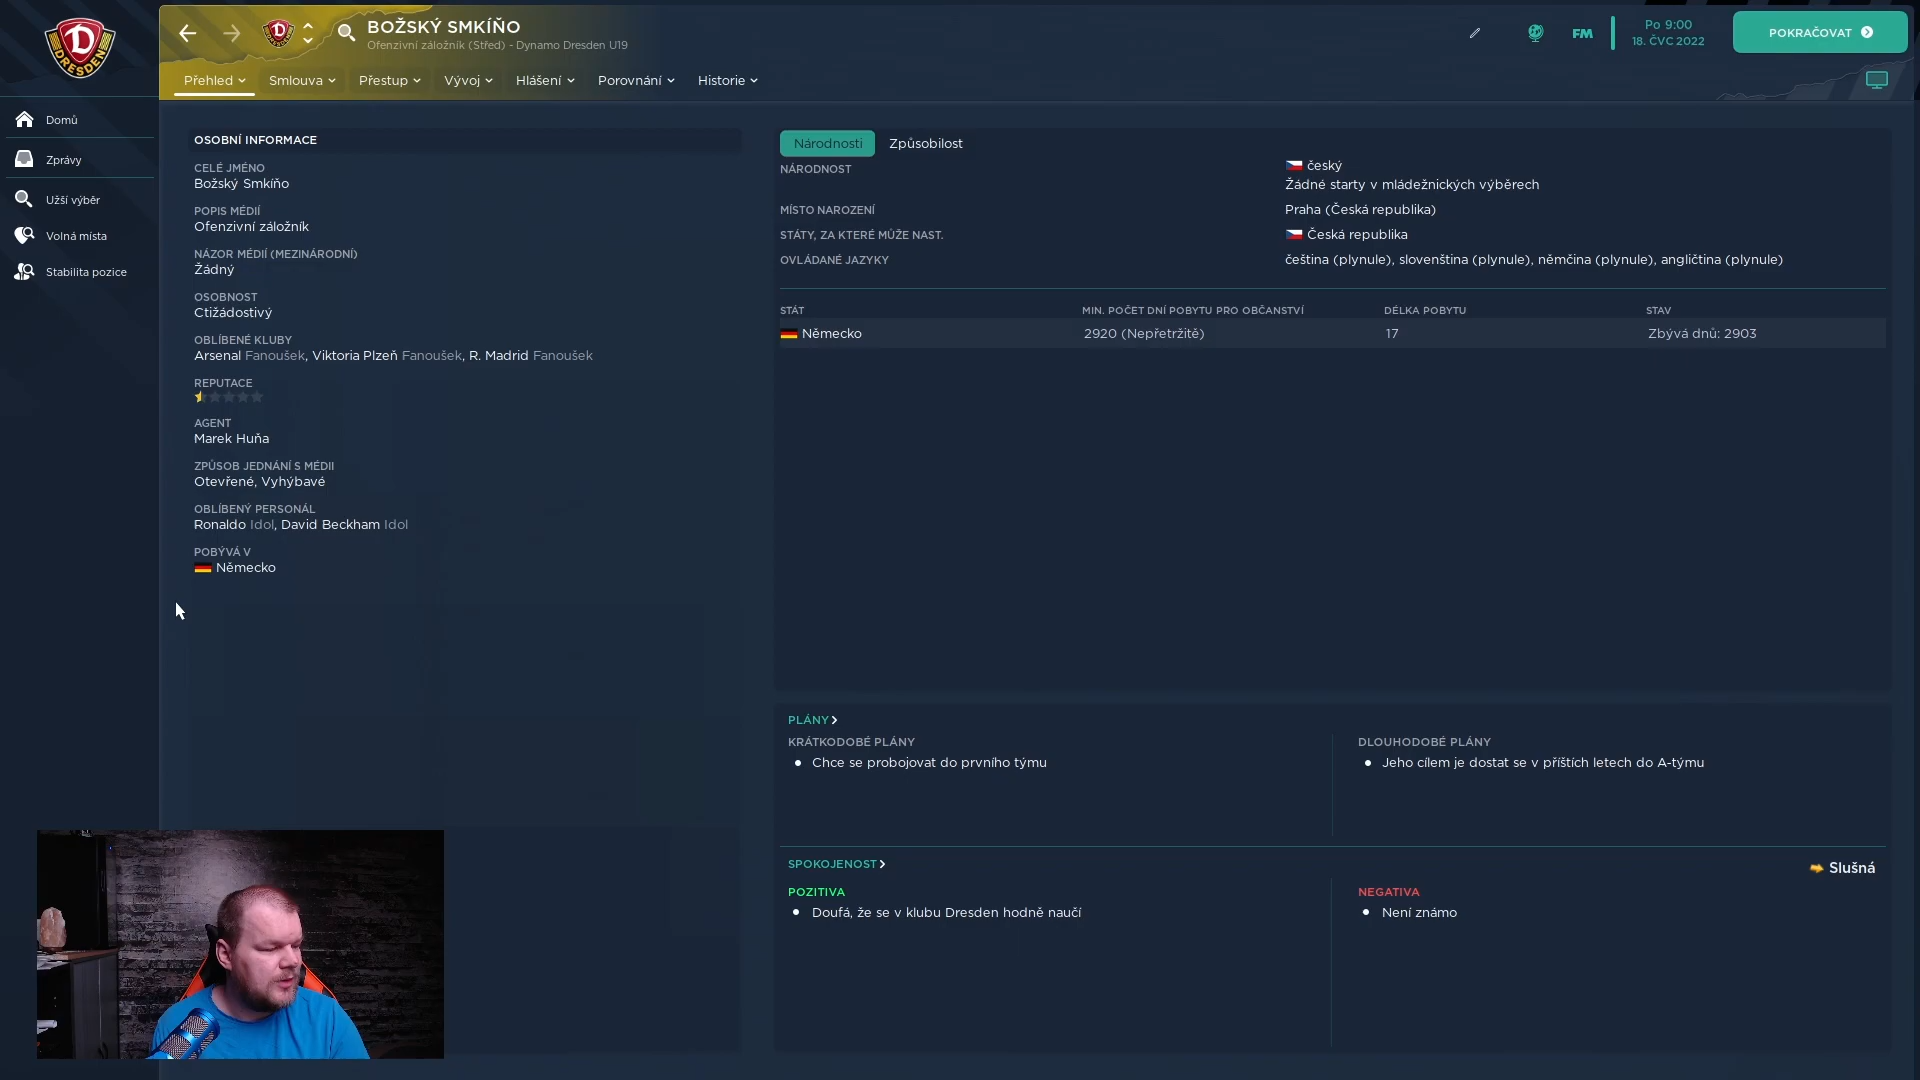 BOŽSKÝ SMKÍŇO
Ofenzivní záložník (Střed) - Dynamo Dresden U19
FM
Po 9:00
18. ČVC 2022
POKRAČOVAT
D
DRESDEN
Přehled
Smlouva
Přestup
Vývoj
Hlášení
Porovnání
Historie
Domů
Zprávy
Užší výběr
Volná místa
Stabilita pozice
OSOBNÍ INFORMACE
CELÉ JMÉNO
Božský Smkíňo
POPIS MÉDIÍ
Ofenzivní záložník
NÁZOR MÉDIÍ (MEZINÁRODNÍ)
Žádný
OSOBNOST
Ctižádostivý
OBLÍBENÉ KLUBY
Arsenal Fanoušek, Viktoria Plzeň Fanoušek, R. Madrid Fanoušek
REPUTACE
AGENT
Marek Huňa
ZPŮSOB JEDNÁNÍ S MÉDII
Otevřené, Vyhýbavé
OBLÍBENÝ PERSONÁL
Ronaldo Idol, David Beckham Idol
POBÝVÁ V
Německo
Národnosti
Způsobilost
NÁRODNOST
český
Žádné starty v mládežnických výběrech
MÍSTO NAROZENÍ
Praha (Česká republika)
STÁTY, ZA KTERÉ MŮŽE NAST.
Česká republika
OVLÁDANÉ JAZYKY
čeština (plynule), slovenština (plynule), němčina (plynule), angličtina (plynule)
STÁT
MIN. POČET DNÍ POBYTU PRO OBČANSTVÍ
DÉLKA POBYTU
STAV
Německo
2920 (Nepřetržitě)
17
Zbývá dnů: 2903
PLÁNY
KRÁTKODOBÉ PLÁNY
Chce se probojovat do prvního týmu
DLOUHODOBÉ PLÁNY
Jeho cílem je dostat se v příštích letech do A-týmu
SPOKOJENOST
Slušná
POZITIVA
Doufá, že se v klubu Dresden hodně naučí
NEGATIVA
Není známo